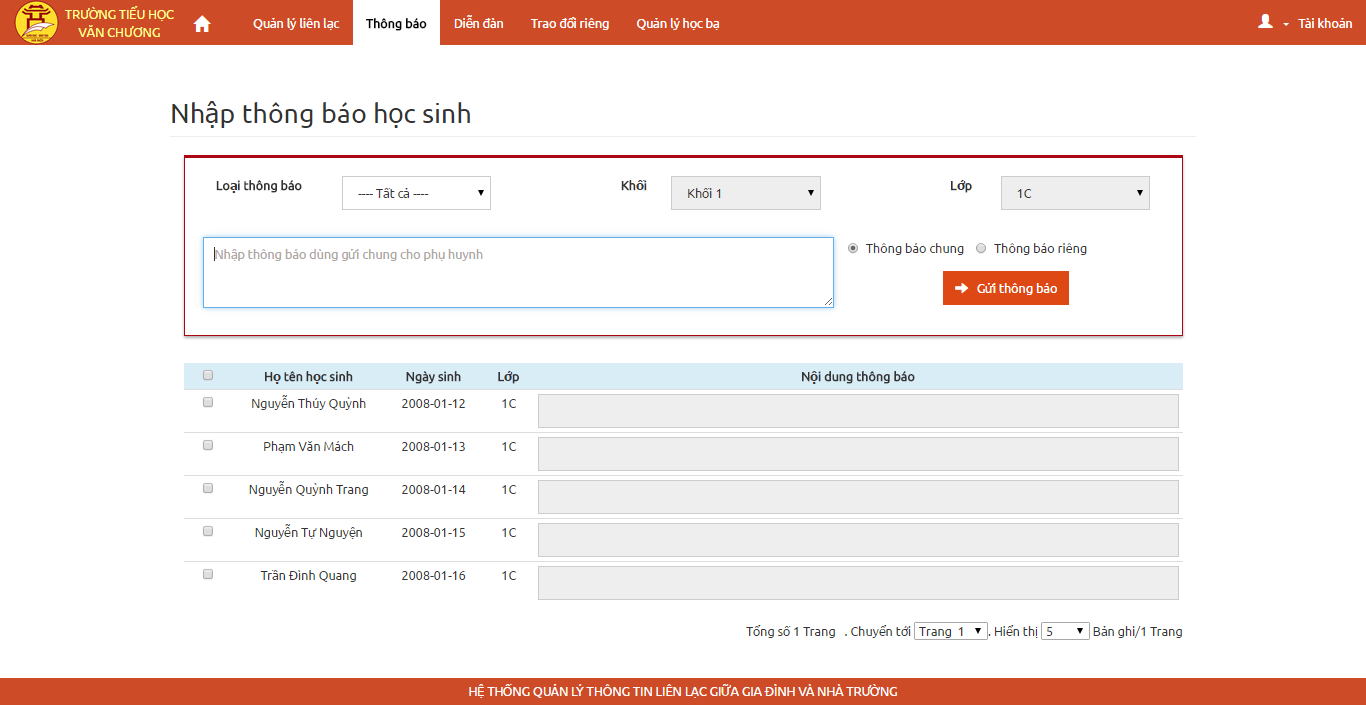 TRƯỜNG TIỂU HỌC
VĂN CHƯƠNG
Quản lý liên lạc Thông báo Diễn đàn Trao đổi riêng Quản lý học bạ Tài khoản
Nhập thông báo học sinh
Loại thông báo ---- Tất cả ---- Khối Khối 1 Lớp 1C
Nhập thông báo dùng gửi chung cho phụ huynh Thông báo chung Thông báo riêng
Gửi thông báo
Họ tên học sinh Ngày sinh Lớp Nội dung thông báo
Nguyễn Thúy Quỳnh 2008-01-12 1C
Phạm Văn Mách 2008-01-13 1C
Nguyễn Quỳnh Trang 2008-01-14 1C
Nguyễn Tự Nguyện 2008-01-15 1C
Trần Đình Quang 2008-01-16 1C
Tổng số 1 Trang . Chuyển tới Trang 1 . Hiển thị 5 Bản ghi/1 Trang
HỆ THỐNG QUẢN LÝ THÔNG TIN LIÊN LẠC GIỮA GIA ĐÌNH VÀ NHÀ TRƯỜNG